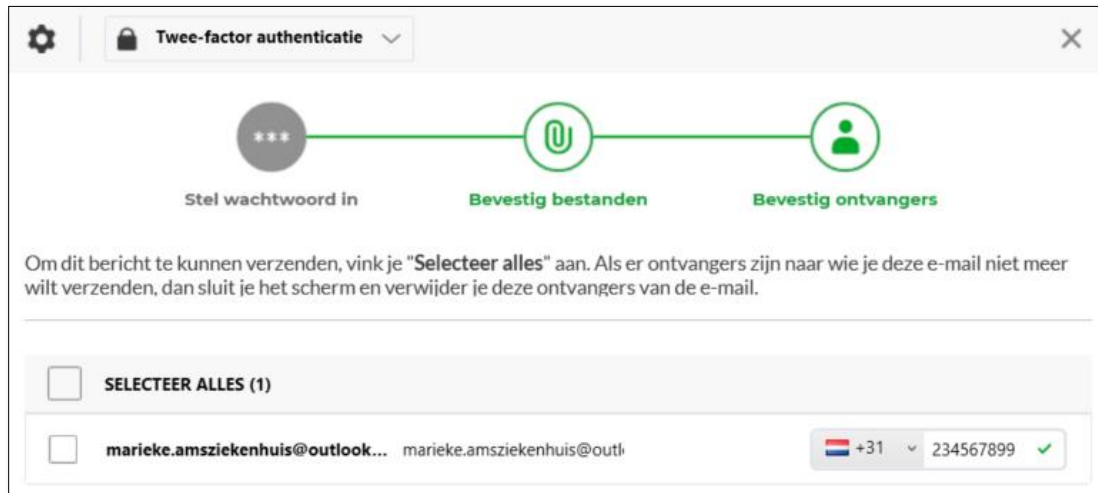 Twee-factor authenticatie
***
Stel wachtwoord in
Bevestig bestanden
Bevestig ontvangers
Om dit bericht te kunnen verzenden, vink je "Selecteer alles" aan. Als er ontvangers zijn naar wie je deze e-mail niet meer
wilt verzenden, dan sluit je het scherm en verwijder je deze ontvangers van de e-mail.
SELECTEER ALLES (1)
marieke.amsziekenhuis@outlook... marieke.amsziekenhuis@outl +31 234567899